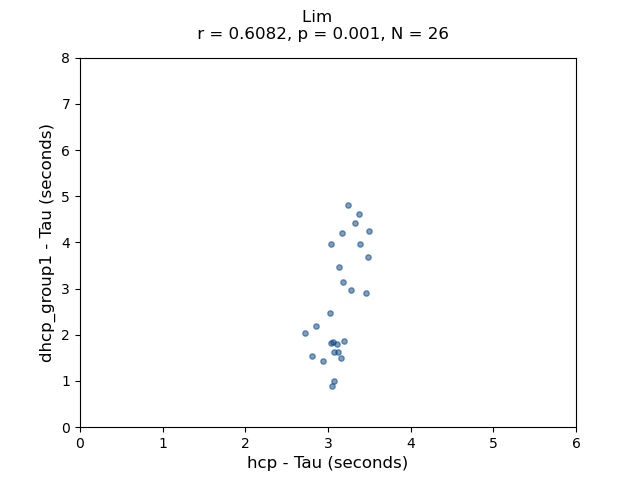 Lim
r = 0.6082, p = 0.001, N = 26
8
7
6
5
4
3
2
1
0
dhcp_group1 - Tau (seconds)
0 1 2 3 4 5 6
hcp - Tau (seconds)